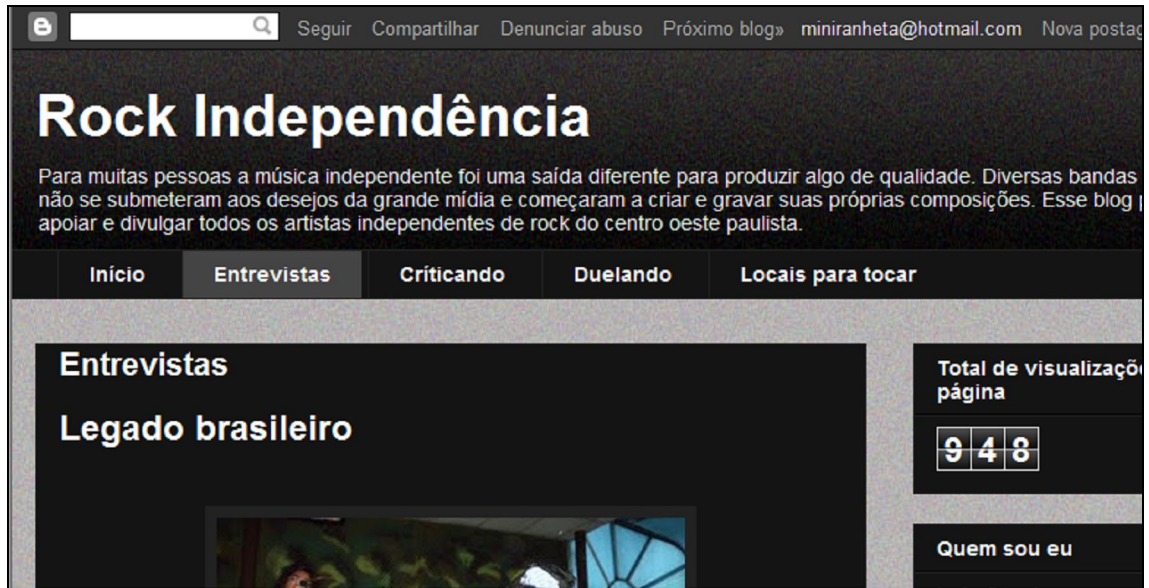 Seguir Compartilhar Denunciar abuso Próximo blog» miniranheta@hotmail.com Nova postag
Rock Independência
Para muitas pessoas a música independente foi uma saída diferente para produzir algo de qualidade. Diversas bandas
não se submeteram aos desejos da grande mídia e começaram a criar e gravar suas próprias composições. Esse blog
apoiar e divulgar todos os artistas independentes de rock do centro oeste paulista.
Início Entrevistas Críticando Duelando Locais para tocar
Entrevistas
Legado brasileiro
Total de visualizaçõ
página
948
Quem sou eu